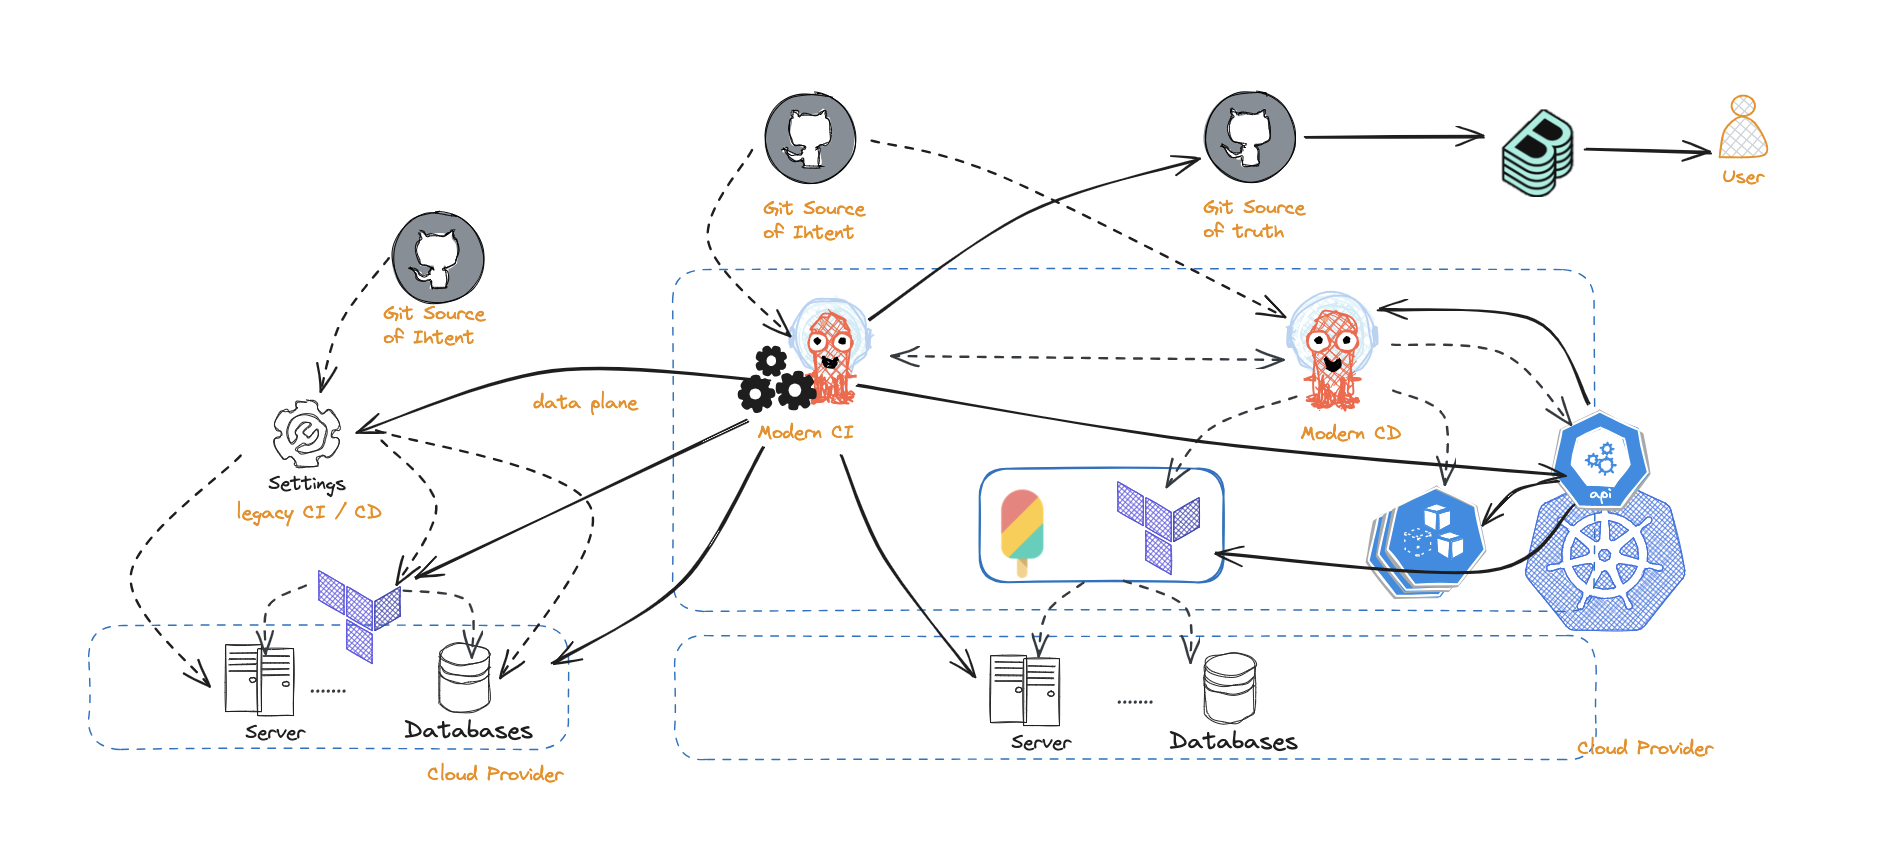 Git Source
of Intent
Git Source
of truth
User
Git Source
of Intent
data plane
Modern CI
Modern CD
Settings
legacy CI / CD
api
Server
.......
Databases
Cloud Provider
Server
.......
Databases
Cloud Provider